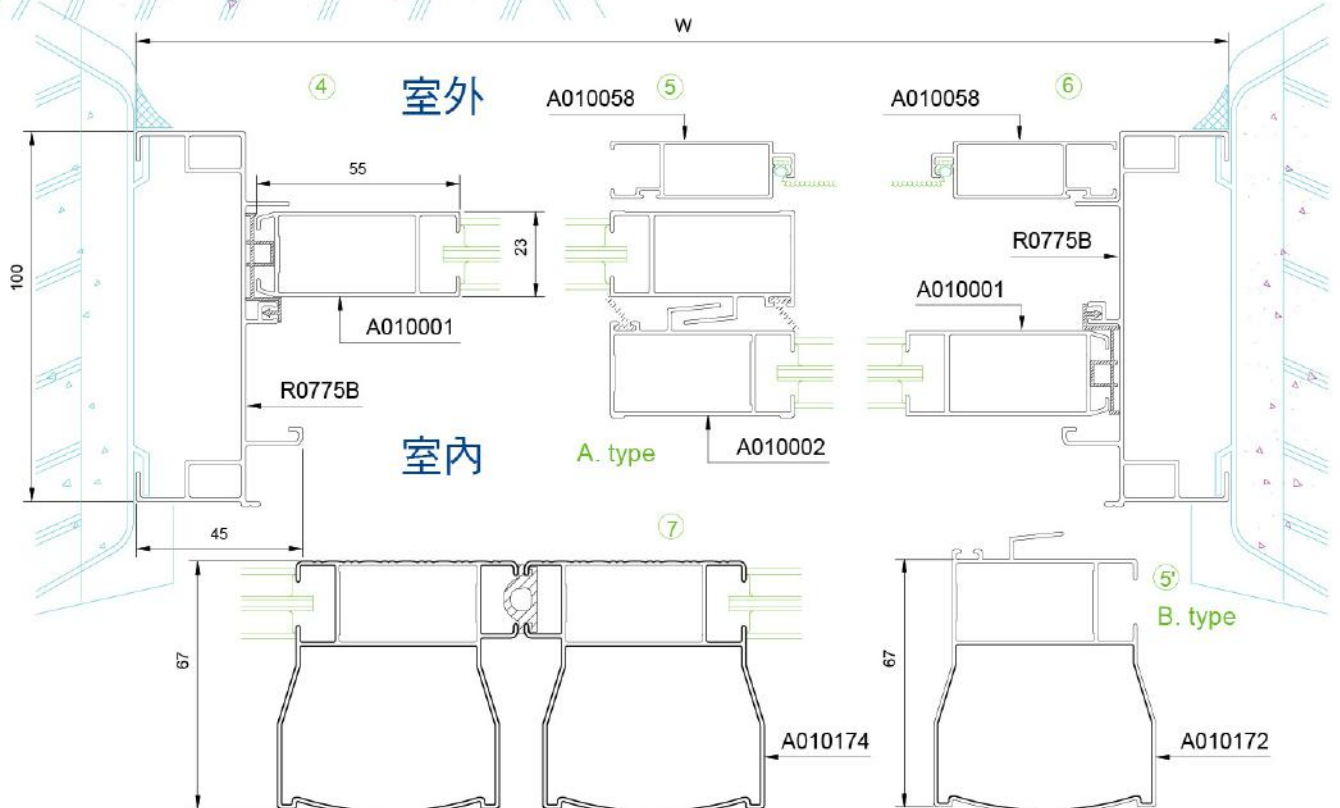 W
④
室外
⑤
⑥
A010058
A010058
55
100
23
R0775B
A010001
A010001
R0775B
室內
A. type
A010002
45
⑦
67
67
⑤'
B. type
A010174
A010172